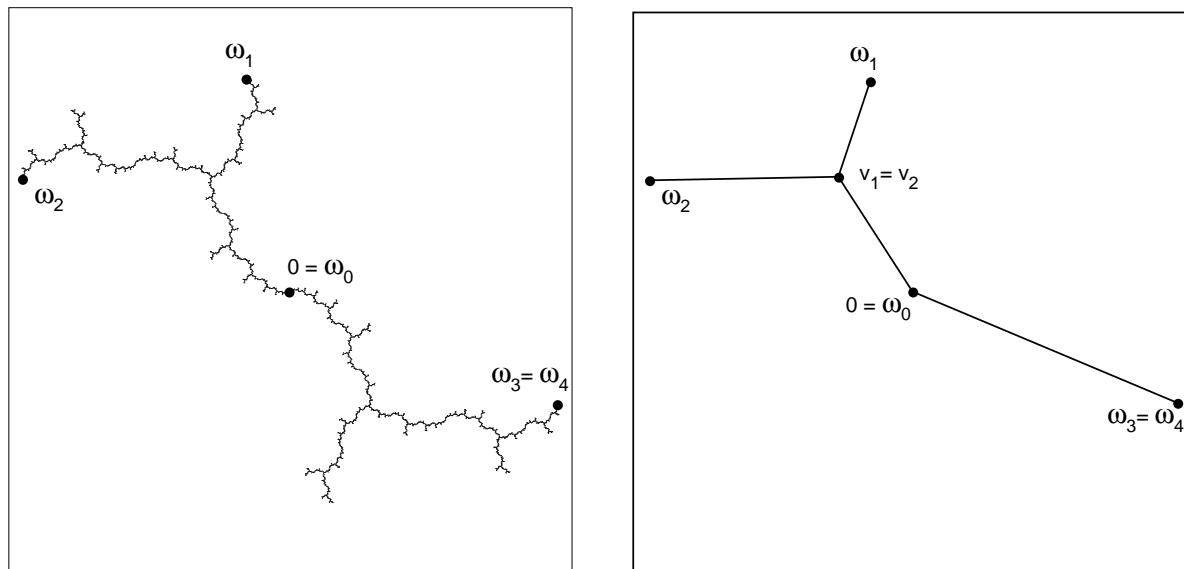 ω₁
ω₂
0 = ω₀
ω₃= ω₄
ω₁
ω₂
v₁= v₂
0 = ω₀
ω₃= ω₄